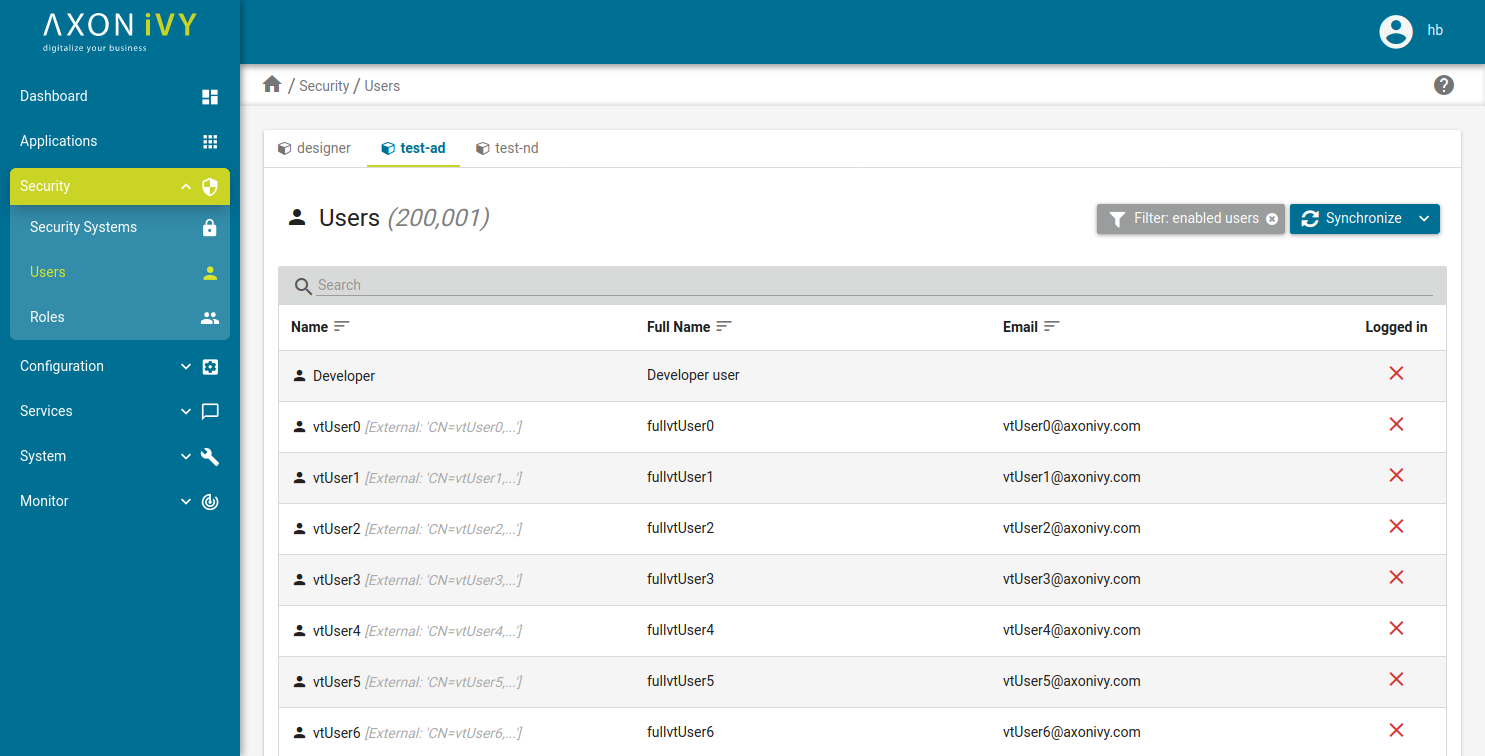 AXON iVY
digitalize your business
hb
Dashboard
Applications
Security
Security Systems
Users
Roles
Configuration
Services
System
Monitor
/ Security / Users
designer
test-ad
test-nd
Users (200,001)
Filter: enabled users
Synchronize
Search
Name Full Name Email Logged in
Developer Developer user
vtUser0 [External: 'CN=vtUser0,...'] fullvtUser0 vtUser0@axonivy.com
vtUser1 [External: 'CN=vtUser1,...'] fullvtUser1 vtUser1@axonivy.com
vtUser2 [External: 'CN=vtUser2,...'] fullvtUser2 vtUser2@axonivy.com
vtUser3 [External: 'CN=vtUser3,...'] fullvtUser3 vtUser3@axonivy.com
vtUser4 [External: 'CN=vtUser4,...'] fullvtUser4 vtUser4@axonivy.com
vtUser5 [External: 'CN=vtUser5,...'] fullvtUser5 vtUser5@axonivy.com
vtUser6 [External: 'CN=vtUser6,...'] fullvtUser6 vtUser6@axonivy.com